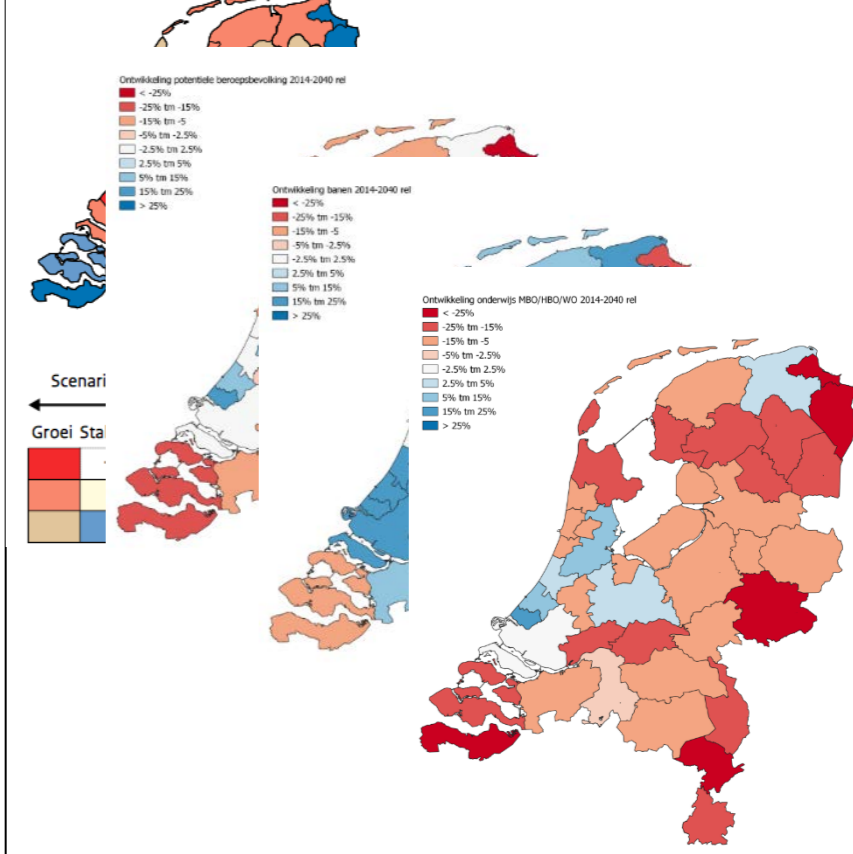 Ontwikkeling potentiele beroepsbevolking 2014-2040 rel
< -25%
-25% tm -15%
-15% tm -5
-5% tm -2.5%
-2.5% tm 2.5%
2.5% tm 5%
5% tm 15%
15% tm 25%
> 25%
Ontwikkeling banen 2014-2040 rel
< -25%
-25% tm -15%
-15% tm -5
-5% tm -2.5%
-2.5% tm 2.5%
2.5% tm 5%
5% tm 15%
15% tm 25%
> 25%
Ontwikkeling onderwijs MBO/HBO/WO 2014-2040 rel
< -25%
-25% tm -15%
-15% tm -5
-5% tm -2.5%
-2.5% tm 2.5%
2.5% tm 5%
5% tm 15%
15% tm 25%
> 25%
Scenari
Groei Sta